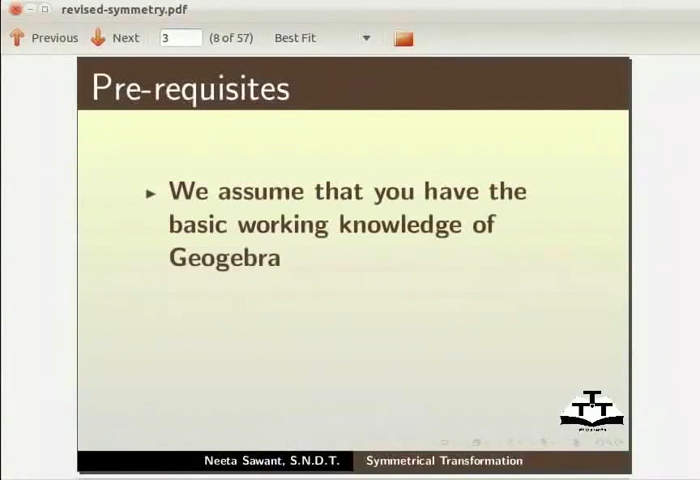 revised-symmetry.pdf
Previous Next 3 (8 of 57) Best Fit
Pre-requisites
We assume that you have the
basic working knowledge of
Geogebra
TTT
Neeta Sawant, S.N.D.T. Symmetrical Transformation